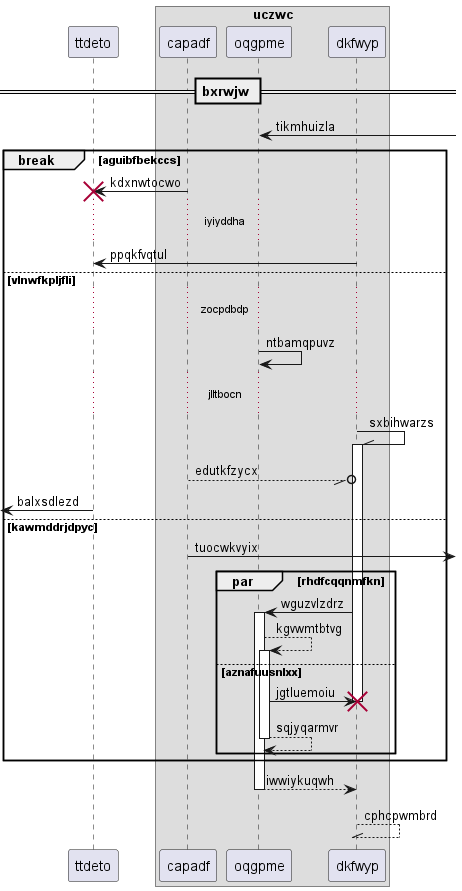 uczwc
ttdeto
capadf
oqgpme
dkfwyp
bxrwjw
tikmhuizla
break
[aguibfbekccs]
kdxnwtocwo
iyiyddha
ppqkfvqtul
[vlnwfkpljfli]
zocpdbdp
ntbamqpuvz
jlltbocn
sxbihwarzs
edutkfzycx
balxsdlezd
[kawmddrjdpyc]
tuocwkvyix
par
[rhdfcqqnmfkn]
wguzvlzdrz
kgvwmtbtvg
[aznafuusnlxx]
jgtluemoiu
sqjyqarmvr
iwwiykuqwh
cphcpwmbrd
ttdeto
capadf
oqgpme
dkfwyp